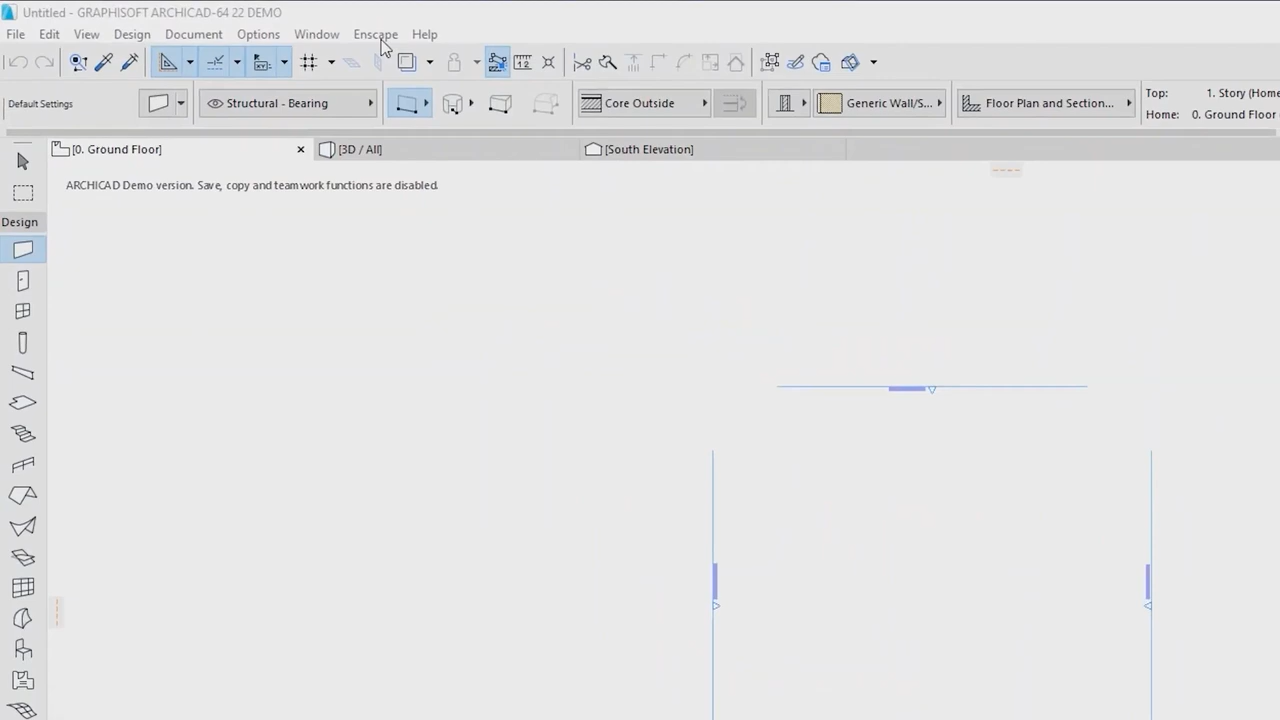 Untitled - GRAPHISOFT ARCHICAD-64 22 DEMO
File Edit View Design Document Options Window Enscape Help
Default Settings
Structural - Bearing
Core Outside
Generic Wall/S...
Floor Plan and Section...
Top: 1. Story (Home
Home: 0. Ground Floor (
[0. Ground Floor] [3D / All] [South Elevation]
ARCHICAD Demo version. Save, copy and teamwork functions are disabled.
Design